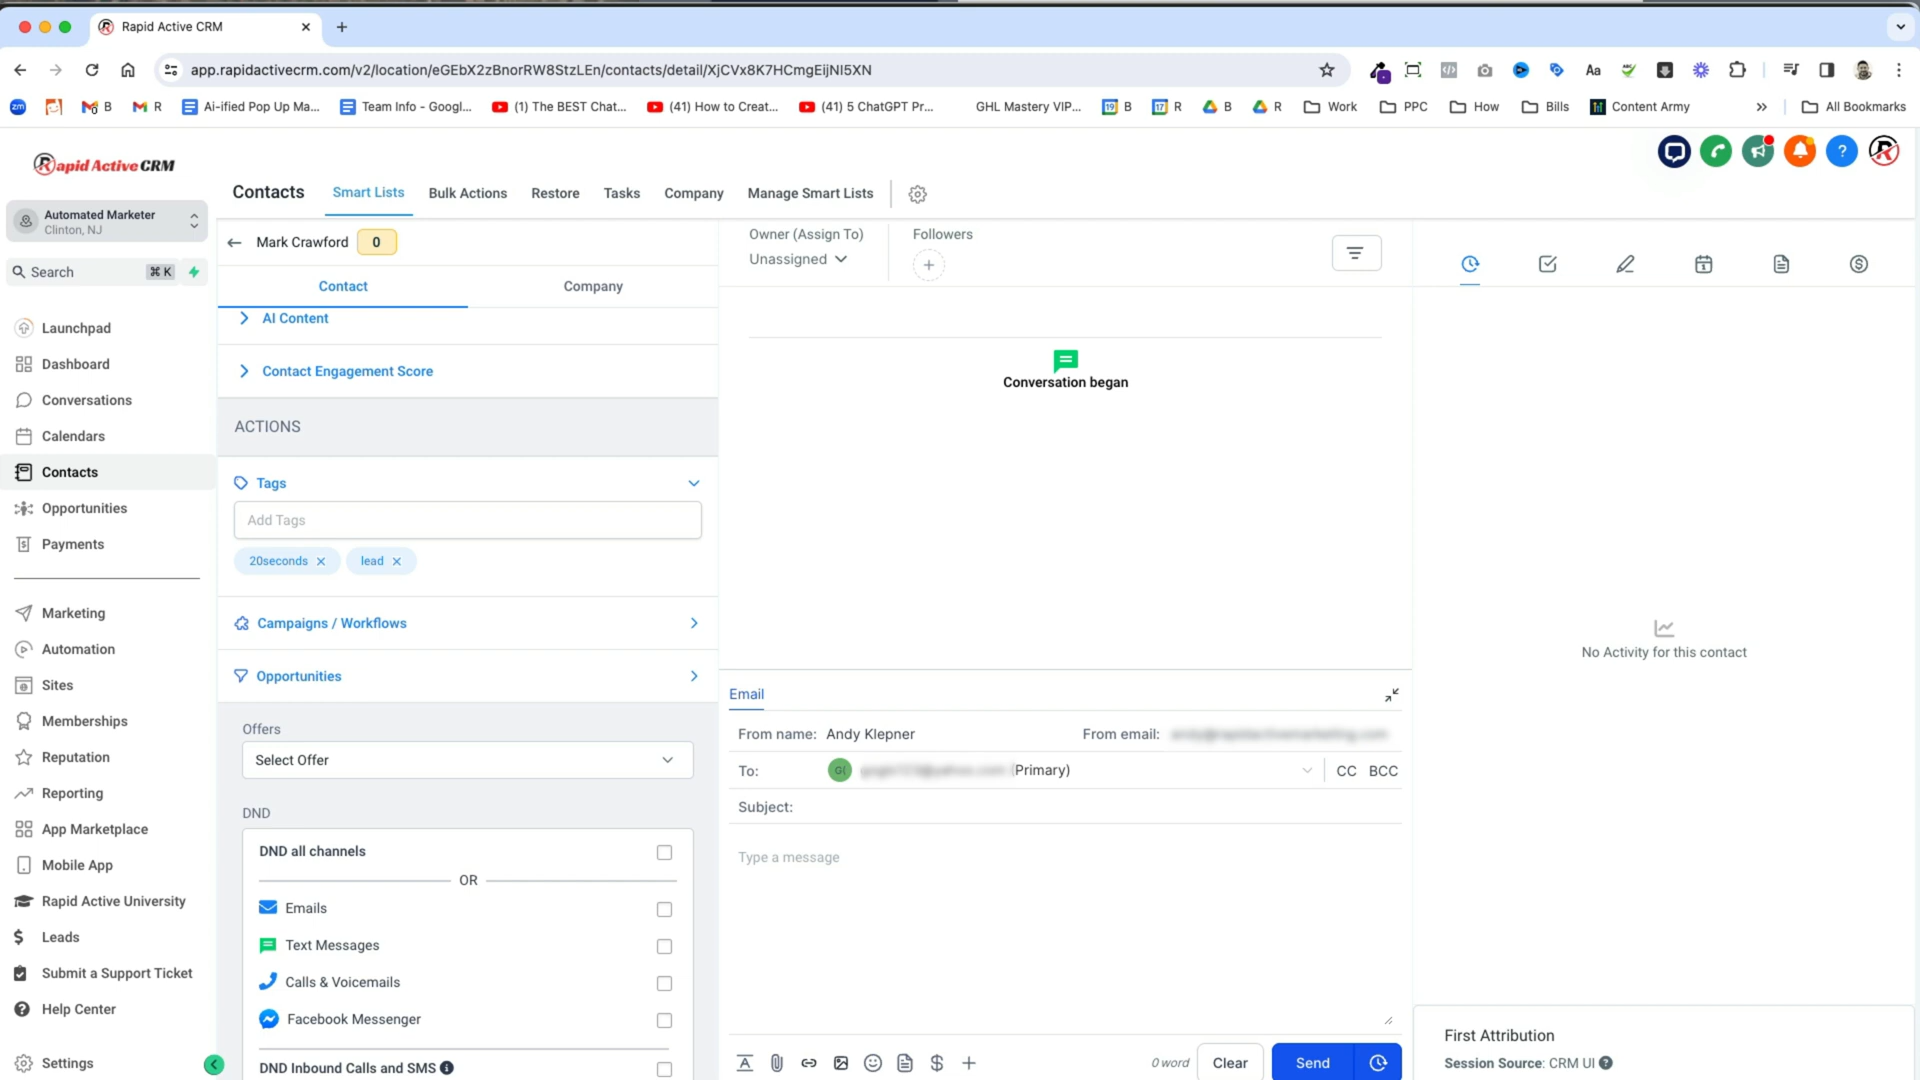 Rapid Active CRM
app.rapidactivecrm.com/v2/location/eGEbX2zBnorRW8StzLEn/contacts/detail/XjCVx8K7HCmgEijNI5XN
Aa
zm
B
R
Ai-ified Pop Up Ma...
Team Info - Googl...
(1) The BEST Chat...
(41) How to Creat...
(41) 5 ChatGPT Pr...
GHL Mastery VIP...
19 B
17 R
B
R
Work
PPC
How
Bills
Content Army
»
All Bookmarks
Rapid Active CRM
Automated Marketer
Clinton, NJ
Search
⌘ K
Launchpad
Dashboard
Conversations
Calendars
Contacts
Opportunities
Payments
Marketing
Automation
Sites
Memberships
Reputation
Reporting
App Marketplace
Mobile App
Rapid Active University
Leads
Submit a Support Ticket
Help Center
Settings
Contacts
Smart Lists
Bulk Actions
Restore
Tasks
Company
Manage Smart Lists
Mark Crawford
0
Contact
Company
AI Content
Contact Engagement Score
ACTIONS
Tags
Add Tags
20seconds ×
lead ×
Campaigns / Workflows
Opportunities
Offers
Select Offer
DND
DND all channels
OR
Emails
Text Messages
Calls & Voicemails
Facebook Messenger
DND Inbound Calls and SMS
Owner (Assign To)
Unassigned
Followers
Conversation began
Email
From name: Andy Klepner
From email:
To:
G(
(Primary)
CC
BCC
Subject:
Type a message
0 word
Clear
Send
No Activity for this contact
First Attribution
Session Source: CRM UI